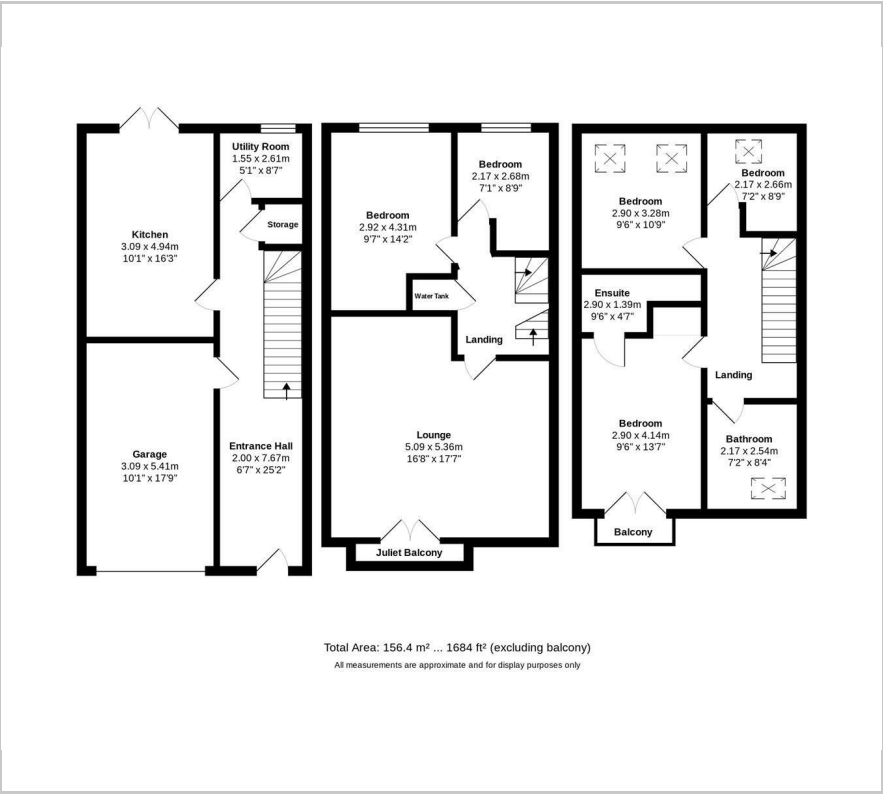 Kitchen
3.09 x 4.94m
10'1" x 16'3"
Utility Room
1.55 x 2.61m
5'1" x 8'7"
Storage
Garage
3.09 x 5.41m
10'1" x 17'9"
Entrance Hall
2.00 x 7.67m
6'7" x 25'2"
Bedroom
2.92 x 4.31m
9'7" x 14'2"
Bedroom
2.17 x 2.68m
7'1" x 8'9"
Water Tank
Landing
Lounge
5.09 x 5.36m
16'8" x 17'7"
Juliet Balcony
Bedroom
2.90 x 3.28m
9'6" x 10'9"
Bedroom
2.17 x 2.66m
7'2" x 8'9"
Ensuite
2.90 x 1.39m
9'6" x 4'7"
Landing
Bedroom
2.90 x 4.14m
9'6" x 13'7"
Bathroom
2.17 x 2.54m
7'2" x 8'4"
Balcony
Total Area: 156.4 m² ... 1684 ft² (excluding balcony)
All measurements are approximate and for display purposes only